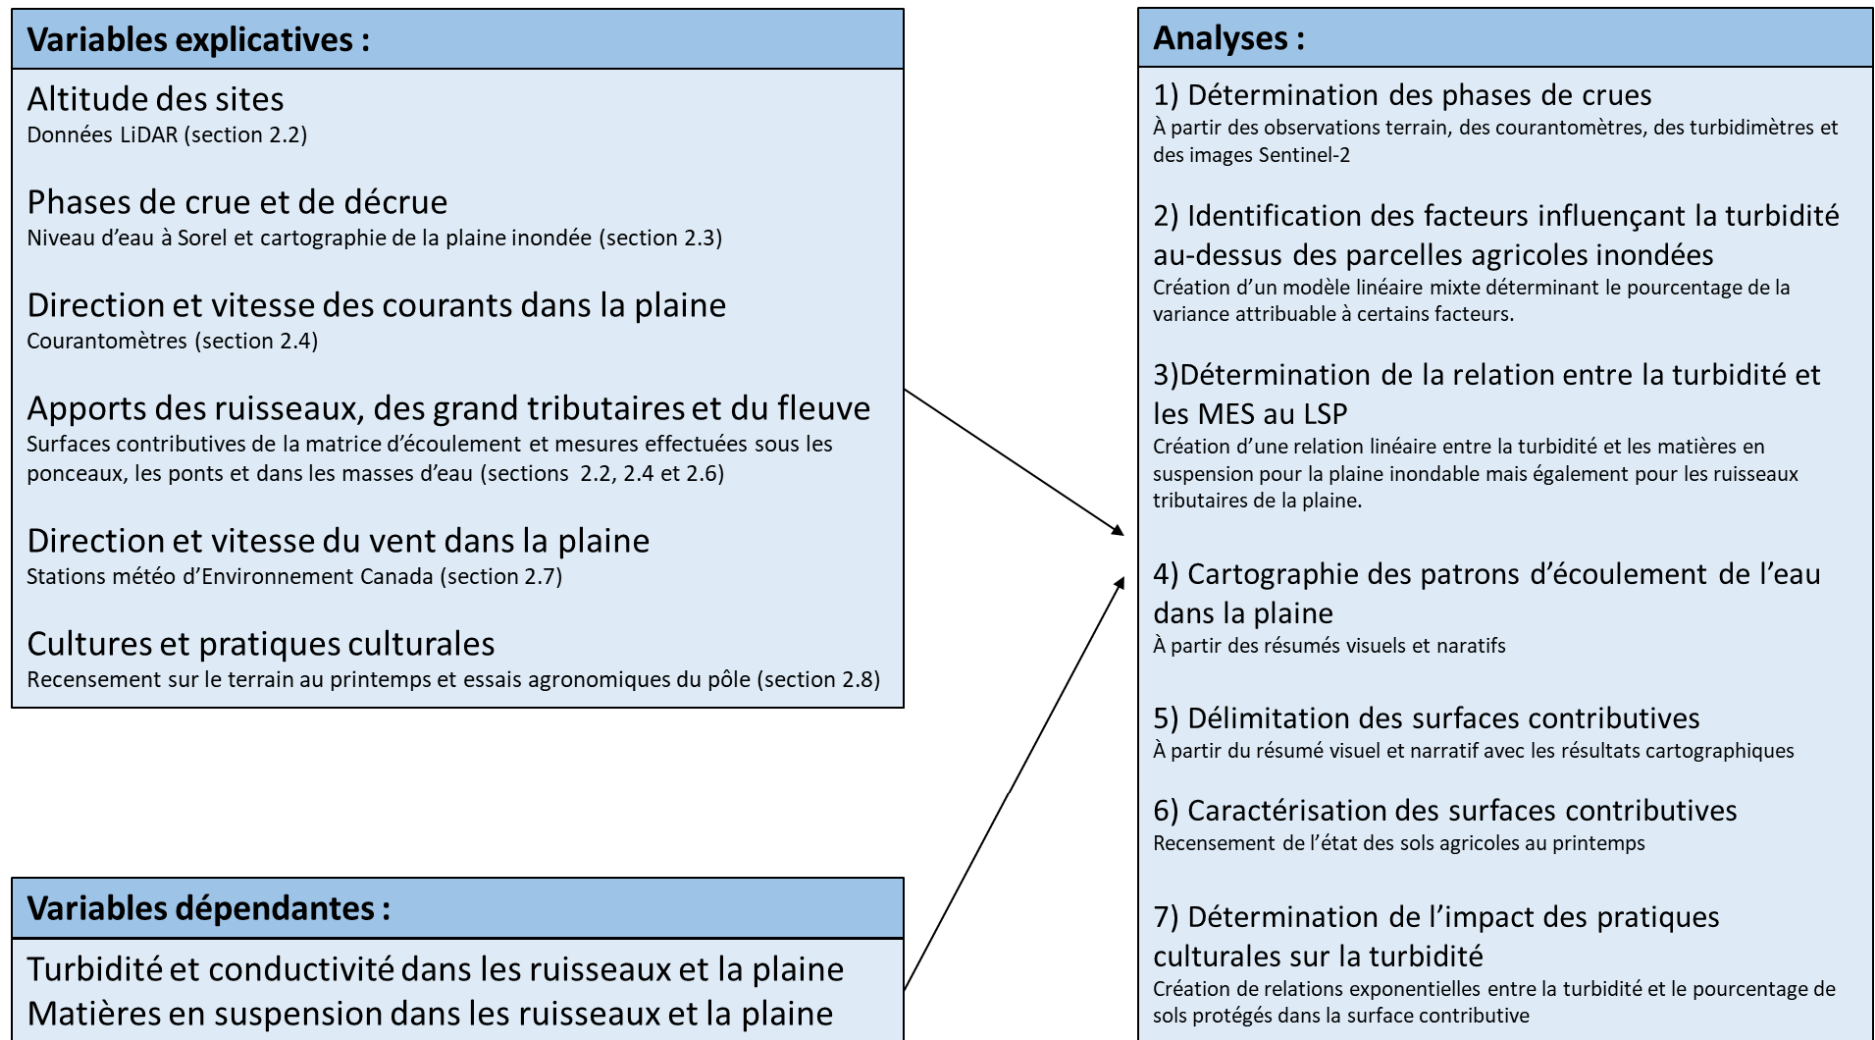 Variables explicatives :
Altitude des sites
Données LiDAR (section 2.2)
Phases de crue et de décrue
Niveau d'eau à Sorel et cartographie de la plaine inondée (section 2.3)
Direction et vitesse des courants dans la plaine
Courantomètres (section 2.4)
Apports des ruisseaux, des grand tributaires et du fleuve
Surfaces contributives de la matrice d'écoulement et mesures effectuées sous les
ponceaux, les ponts et dans les masses d'eau (sections 2.2, 2.4 et 2.6)
Direction et vitesse du vent dans la plaine
Stations météo d'Environnement Canada (section 2.7)
Cultures et pratiques culturales
Recensement sur le terrain au printemps et essais agronomiques du pôle (section 2.8)
Variables dépendantes :
Turbidité et conductivité dans les ruisseaux et la plaine
Matières en suspension dans les ruisseaux et la plaine
Analyses :
1) Détermination des phases de crues
À partir des observations terrain, des courantomètres, des turbidimètres et
des images Sentinel-2
2) Identification des facteurs influençant la turbidité
au-dessus des parcelles agricoles inondées
Création d'un modèle linéaire mixte déterminant le pourcentage de la
variance attribuable à certains facteurs.
3)Détermination de la relation entre la turbidité et
les MES au LSP
Création d'une relation linéaire entre la turbidité et les matières en
suspension pour la plaine inondable mais également pour les ruisseaux
tributaires de la plaine.
4) Cartographie des patrons d'écoulement de l'eau
dans la plaine
À partir des résumés visuels et naratifs
5) Délimitation des surfaces contributives
À partir du résumé visuel et narratif avec les résultats cartographiques
6) Caractérisation des surfaces contributives
Recensement de l'état des sols agricoles au printemps
7) Détermination de l'impact des pratiques
culturales sur la turbidité
Création de relations exponentielles entre la turbidité et le pourcentage de
sols protégés dans la surface contributive